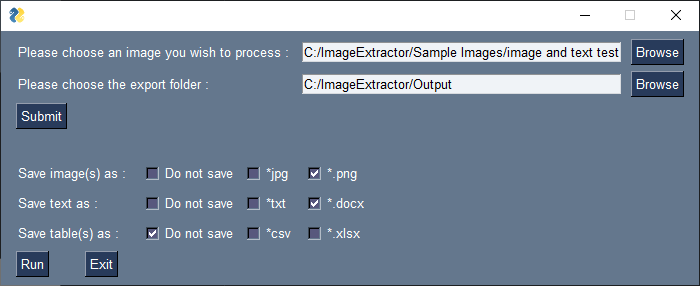 Please choose an image you wish to process : C:/ImageExtractor/Sample Images/image and text test Browse
Please choose the export folder : C:/ImageExtractor/Output Browse
Submit
Save image(s) as : Do not save *jpg *.png
Save text as : Do not save *txt *.docx
Save table(s) as : Do not save *csv *.xlsx
Run Exit